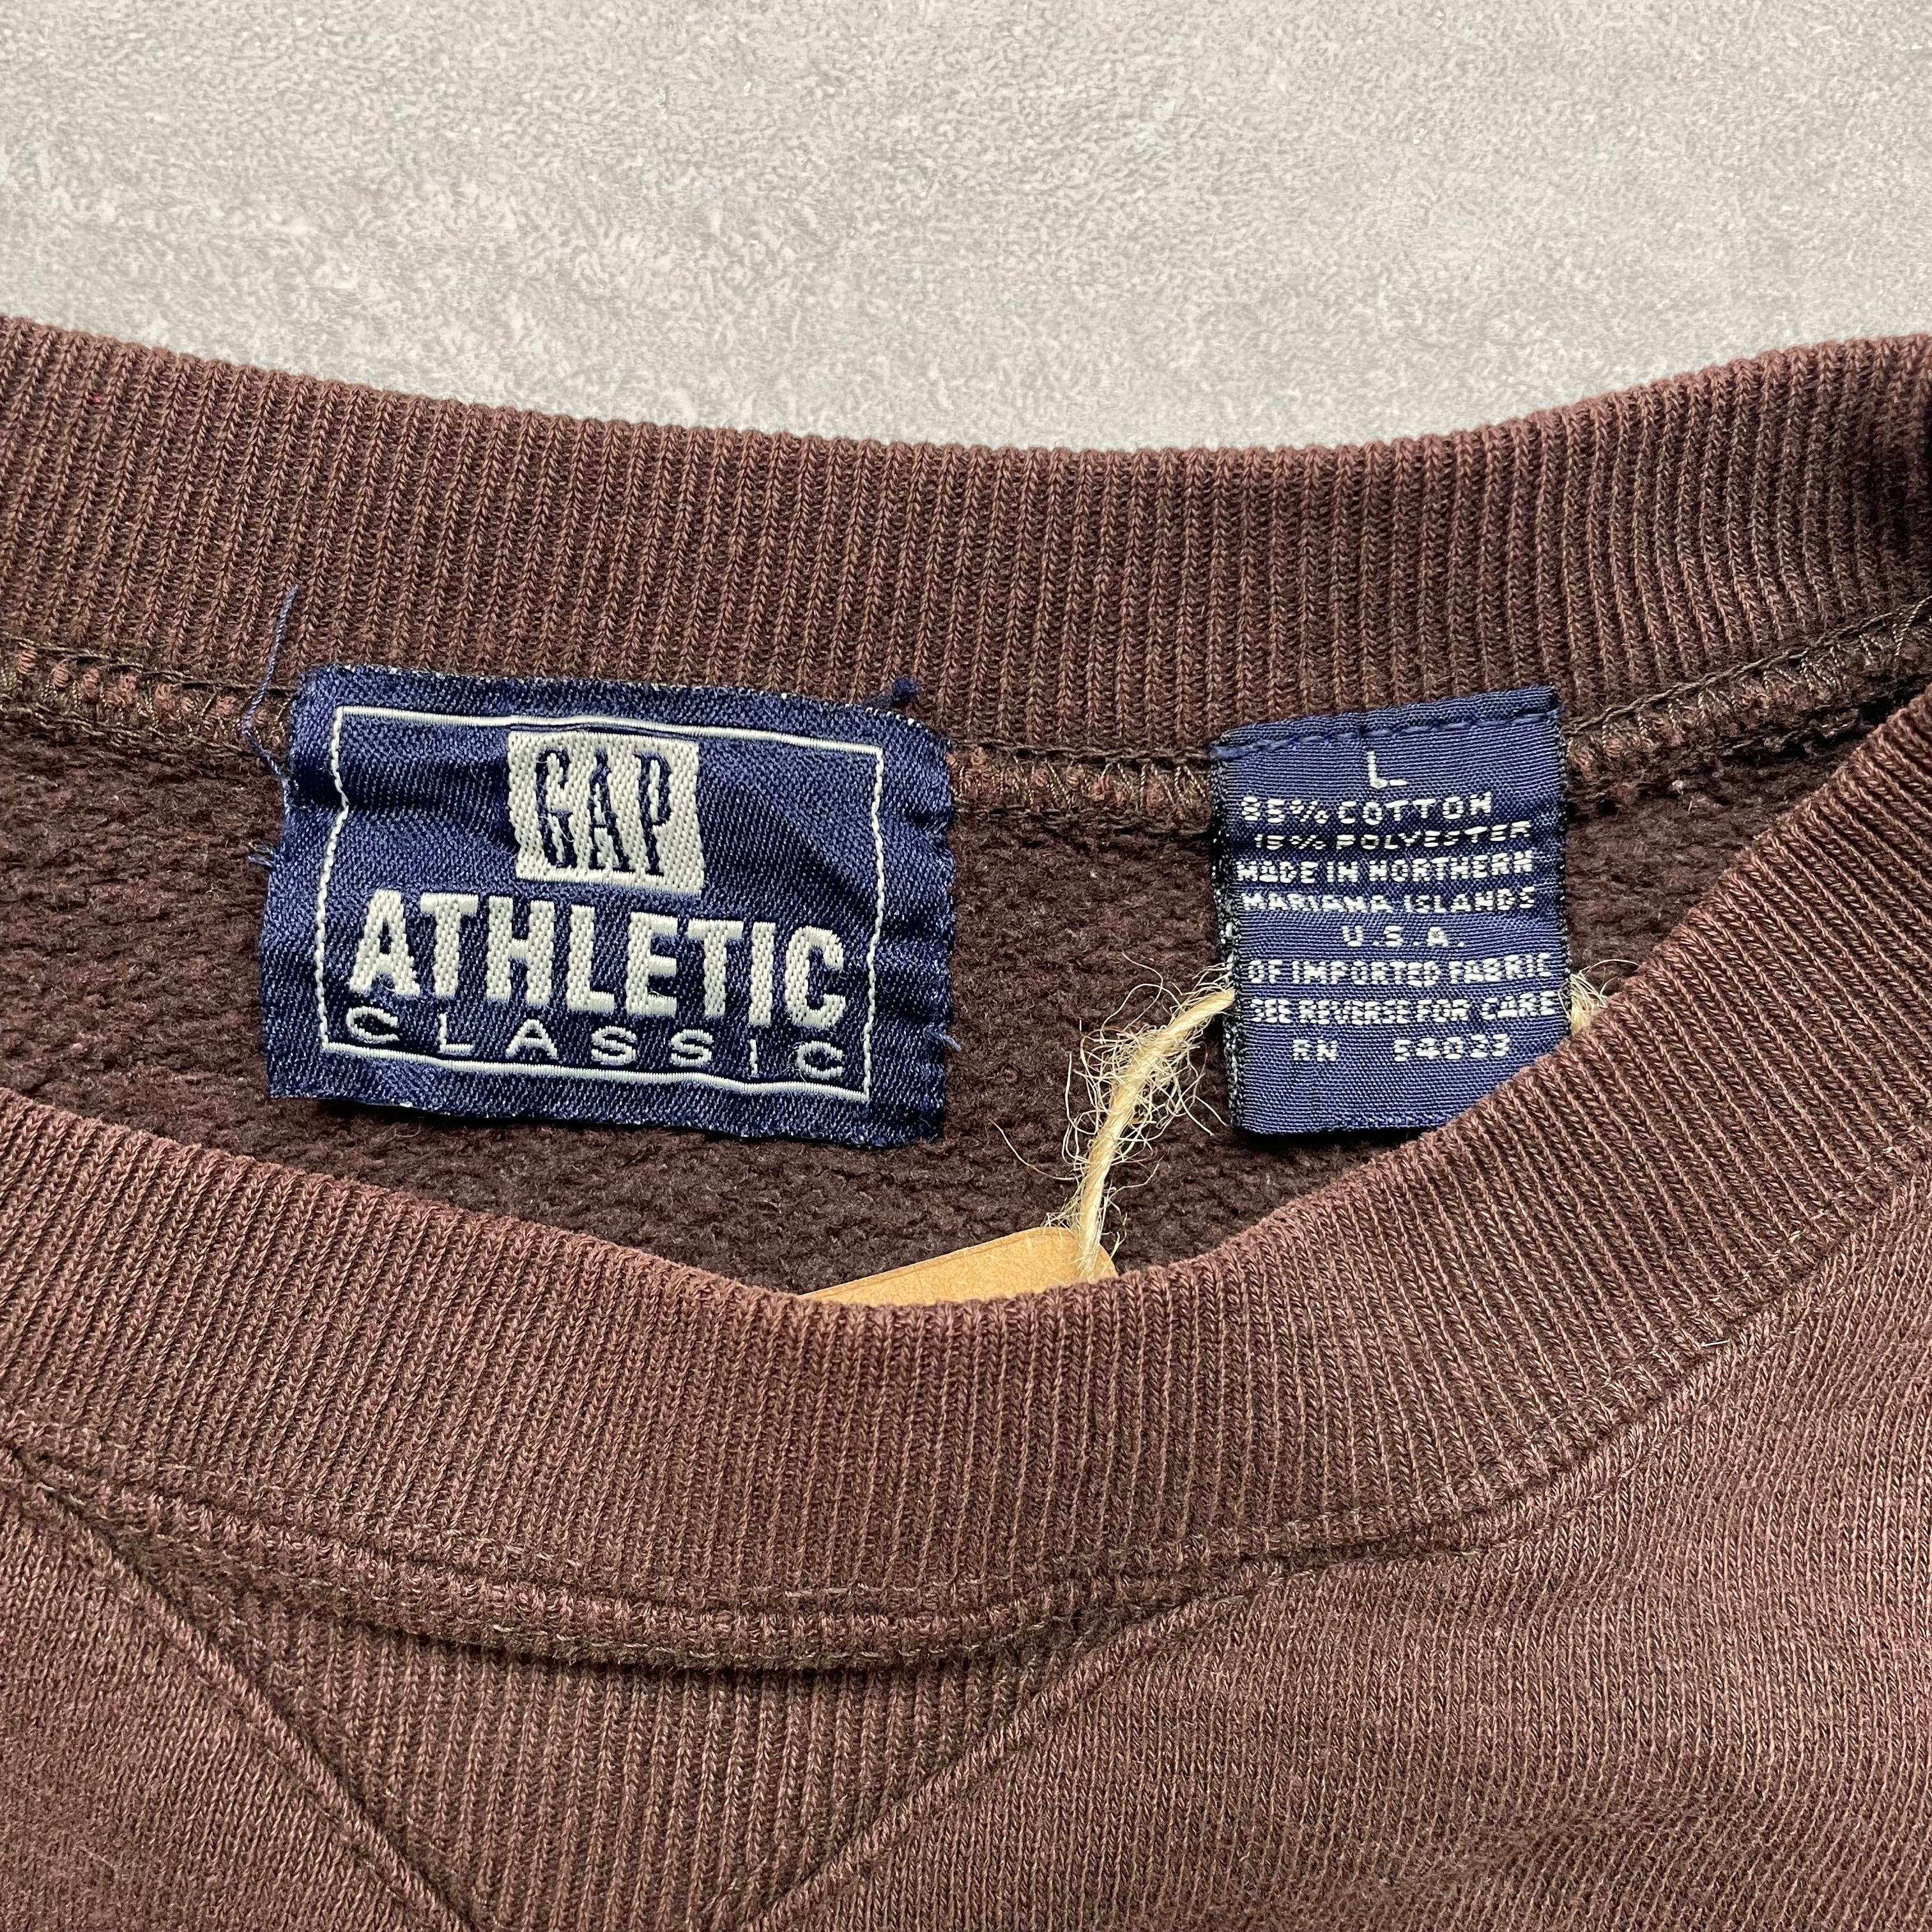 GAP
ATHLETIC
CLASSIC
L
85% COTTON
15% POLYESTER
MADE IN NORTHERN
MARIANA ISLANDS
U.S.A.
OF IMPORTED FABRIC
SEE REVERSE FOR CARE
RN 54023